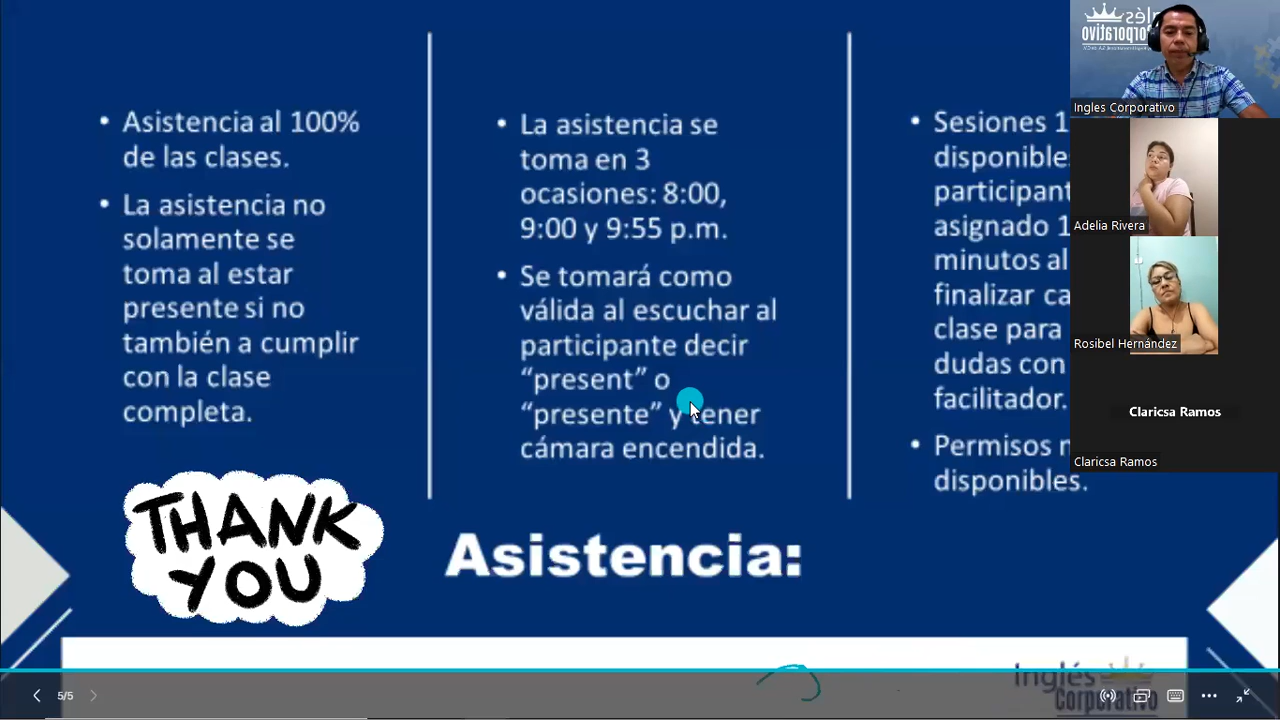 • Asistencia al 100%
de las clases.
• La asistencia no
solamente se
toma al estar
presente si no
también a cumplir
con la clase
completa.
• La asistencia se
toma en 3
ocasiones: 8:00,
9:00 y 9:55 p.m.
• Se tomará como
válida al escuchar al
participante decir
“present” o
“presente” y tener
cámara encendida.
• Sesiones 1
disponible
participant
asignado 1
minutos al
finalizar ca
clase para
dudas con
facilitador.
• Permisos n
disponibles.
THANK
YOU
Asistencia:
Inglés
Corporativo
5/5
Inglés
Corporativo
Ingles Corporativo
Adelia Rivera
Rosibel Hernández
Claricsa Ramos
Claricsa Ramos